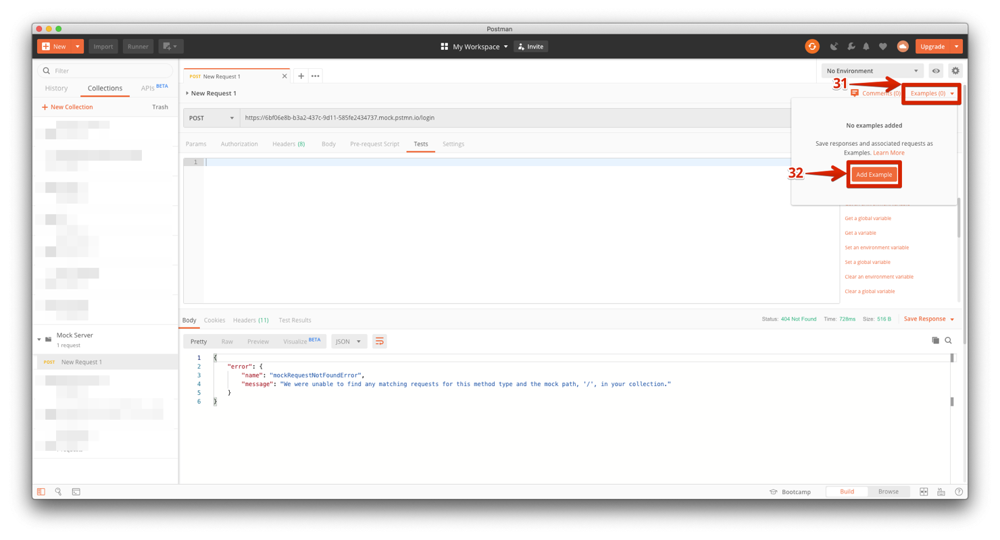 Postman
New
Import
Runner
My Workspace
Invite
Upgrade
Filter
History
Collections
APIs BETA
New Collection
Trash
Mock Server
1 request
POST New Request 1
POST New Request 1
No Environment
New Request 1
31
Comments (0)
Examples (0)
POST
https://6bf06e8b-b3a2-437c-9d11-585fe2434737.mock.pstmn.io/login
No examples added
Save responses and associated requests as
Examples. Learn More
32
Add Example
Params
Authorization
Headers (8)
Body
Pre-request Script
Tests
Settings
1
Get a global variable
Get a variable
Set an environment variable
Set a global variable
Clear an environment variable
Clear a global variable
Body
Cookies
Headers (11)
Test Results
Status: 404 Not Found
Time: 728ms
Size: 516 B
Save Response
Pretty
Raw
Preview
Visualize BETA
JSON
1 {
2 "error": {
3 "name": "mockRequestNotFoundError",
4 "message": "We were unable to find any matching requests for this method type and the mock path, '/', in your collection."
5 }
6 }
Bootcamp
Build
Browse